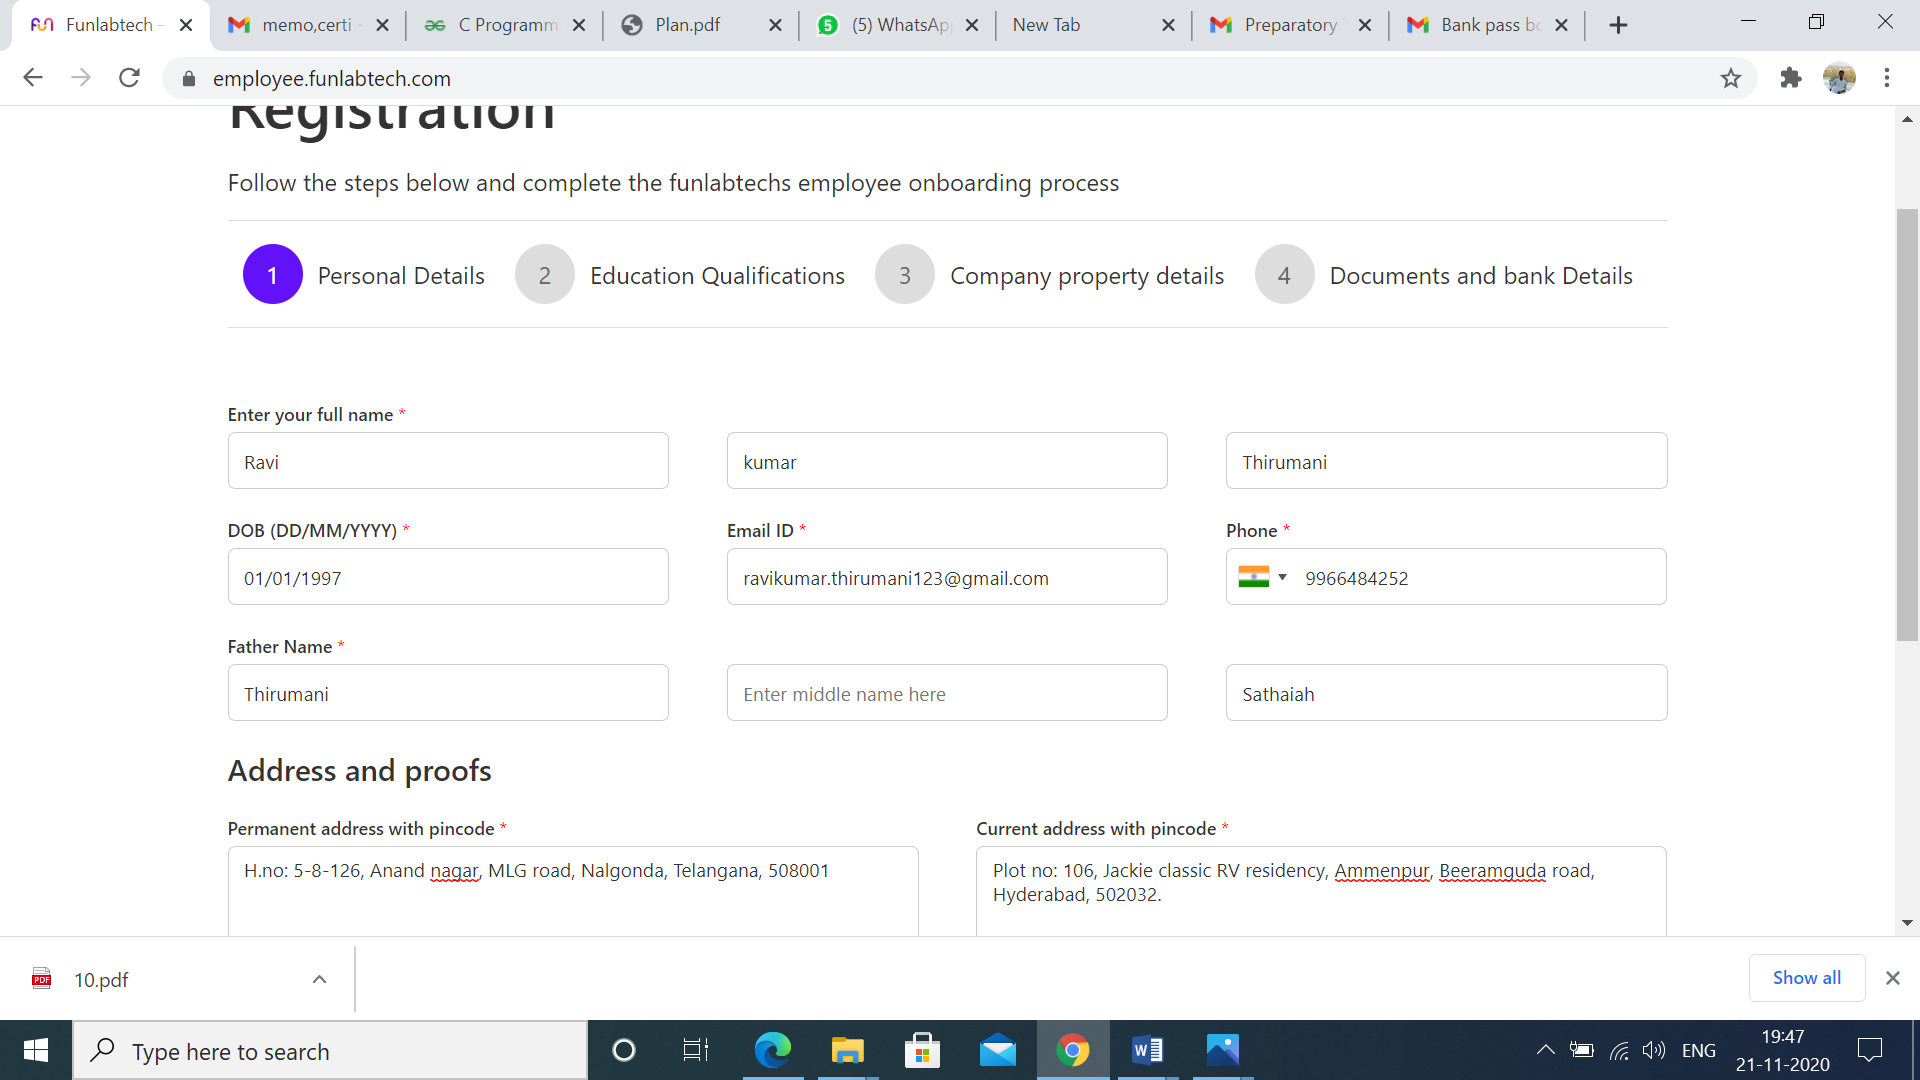 Funlabtech -
memo,certi -
C Programm
Plan.pdf
5
(5) WhatsAp
New Tab
Preparatory
Bank pass bo
employee.funlabtech.com
Registration
Follow the steps below and complete the funlabtechs employee onboarding process
1 Personal Details
2 Education Qualifications
3 Company property details
4 Documents and bank Details
Enter your full name *
Ravi
kumar
Thirumani
DOB (DD/MM/YYYY) *
Email ID *
Phone *
01/01/1997
ravikumar.thirumani123@gmail.com
9966484252
Father Name *
Thirumani
Enter middle name here
Sathaiah
Address and proofs
Permanent address with pincode *
Current address with pincode *
H.no: 5-8-126, Anand nagar, MLG road, Nalgonda, Telangana, 508001
Plot no: 106, Jackie classic RV residency, Ammenpur, Beeramguda road,
Hyderabad, 502032.
PDF
10.pdf
Show all
Type here to search
W
ENG
19:47
21-11-2020